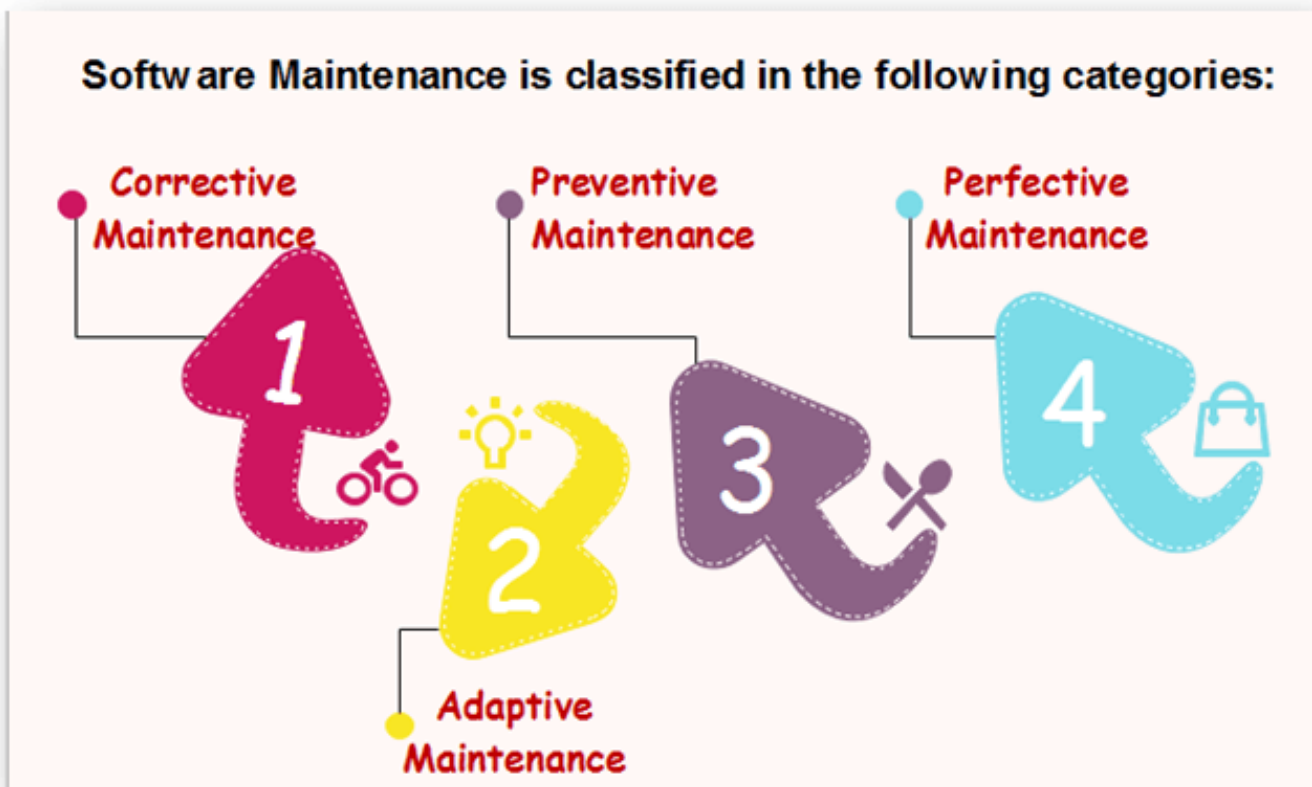 Software Maintenance is classified in the following categories:
Corrective
Maintenance
1
Adaptive
Maintenance
2
Preventive
Maintenance
3
Perfective
Maintenance
4